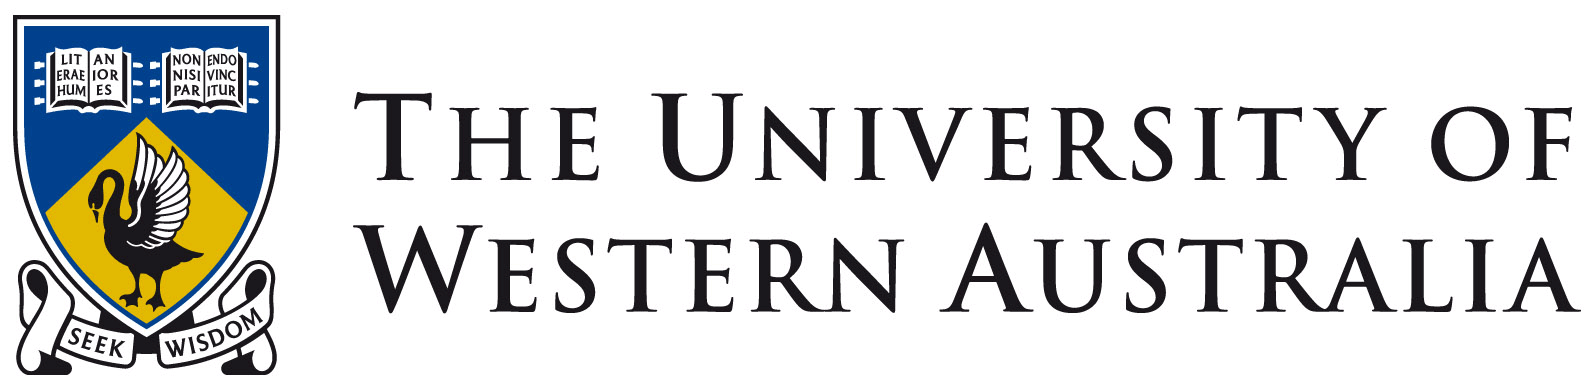 LIT AN
ERAE IOR
HUM ES
NON ENDO
NISI VINC
PAR ITUR
SEEK WISDOM
THE UNIVERSITY OF
WESTERN AUSTRALIA